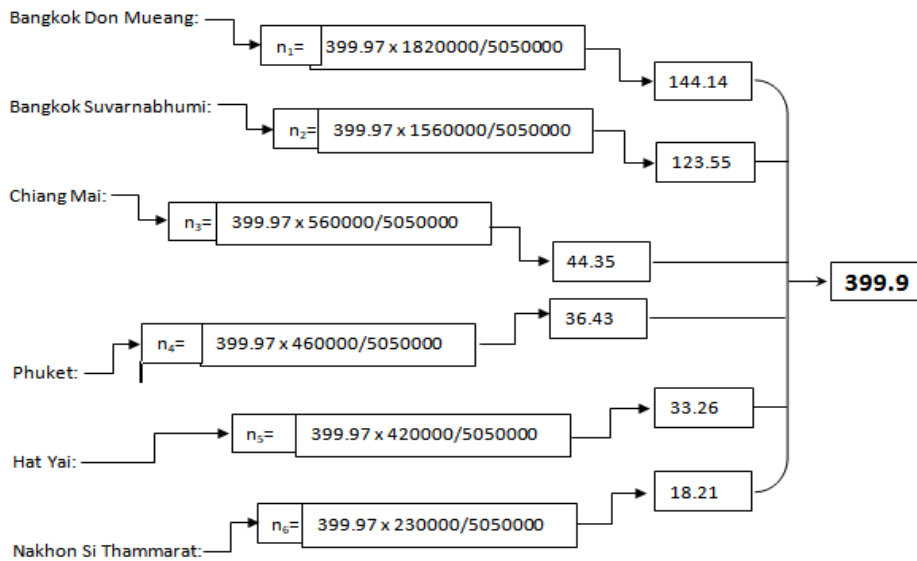 Bangkok Don Mueang:
n₁= 399.97 x 1820000/5050000
144.14
Bangkok Suvarnabhumi:
n₂= 399.97 x 1560000/5050000
123.55
Chiang Mai:
n₃= 399.97 x 560000/5050000
44.35
399.9
36.43
n₄= 399.97 x 460000/5050000
Phuket:
33.26
n₅= 399.97 x 420000/5050000
Hat Yai:
18.21
n₆= 399.97 x 230000/5050000
Nakhon Si Thammarat: